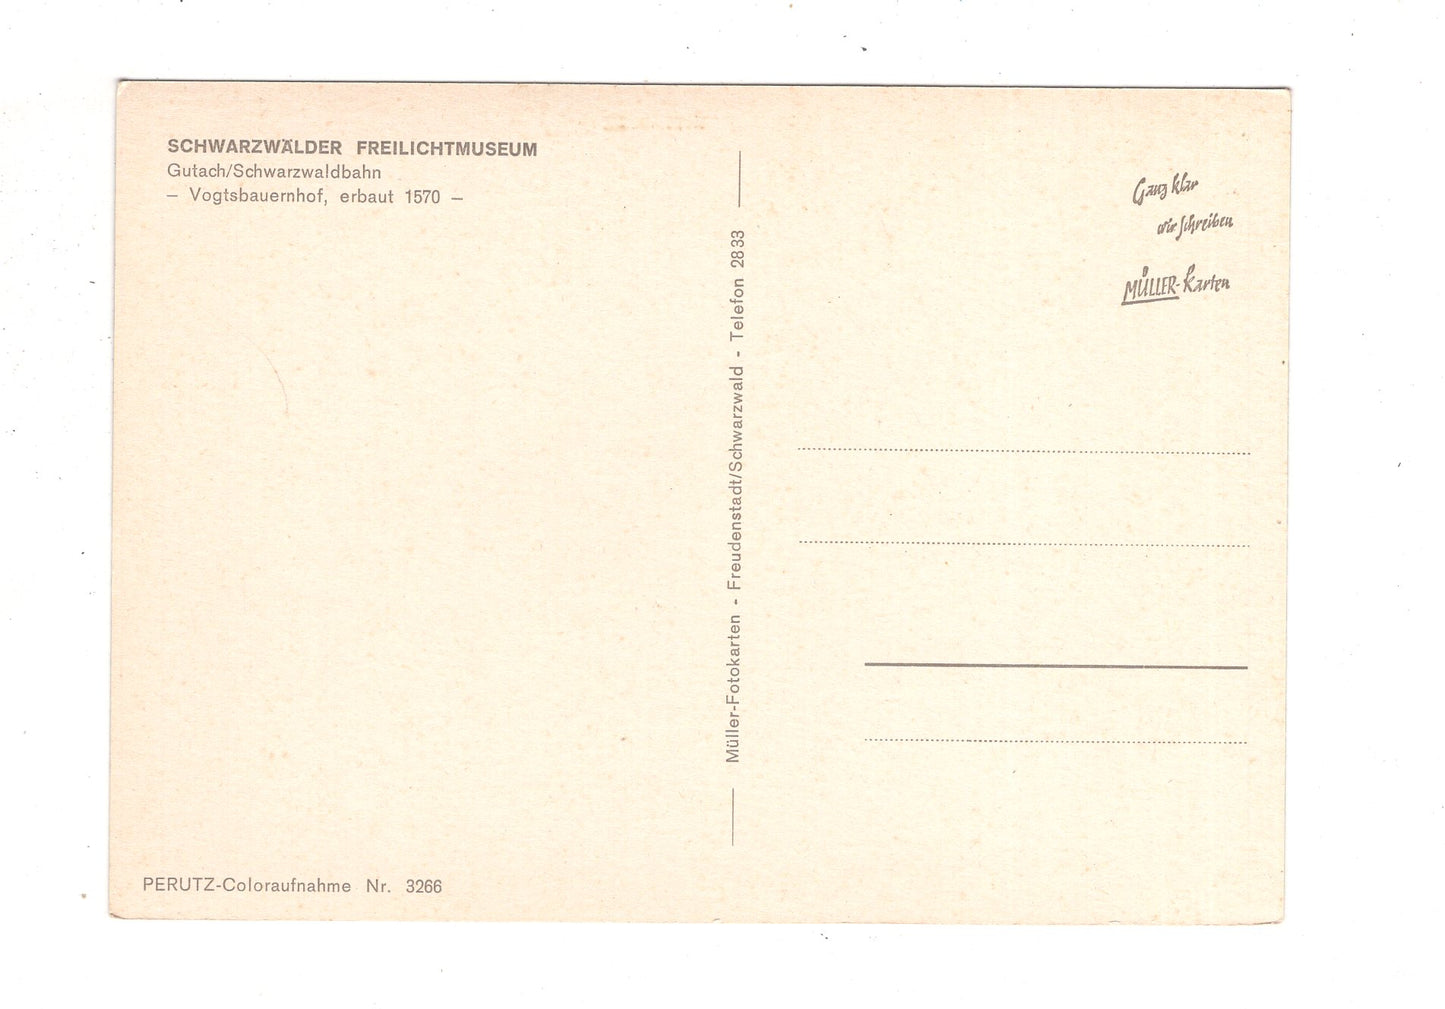 SCHWARZWÄLDER FREILICHTMUSEUM
Gutach/Schwarzwaldbahn
– Vogtsbauernhof, erbaut 1570 –
PERUTZ-Coloraufnahme Nr. 3266
Müller-Fotokarten - Freudenstadt/Schwarzwald - Telefon 2833
Ganz klar
wir schreiben
MÜLLER-Karten